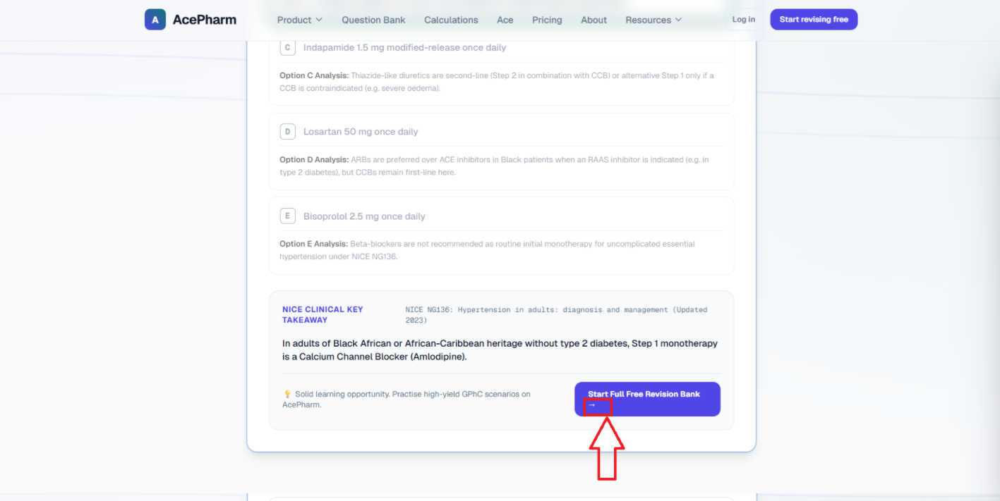 A AcePharm Product Question Bank Calculations Ace Pricing About Resources Log in Start revising free
C Indapamide 1.5 mg modified-release once daily
Option C Analysis: Thiazide-like diuretics are second-line (Step 2 in combination with CCB) or alternative Step 1 only if a
CCB is contraindicated (e.g. severe oedema).
D Losartan 50 mg once daily
Option D Analysis: ARBs are preferred over ACE inhibitors in Black patients when an RAAS inhibitor is indicated (e.g. in
type 2 diabetes), but CCBs remain first-line here.
E Bisoprolol 2.5 mg once daily
Option E Analysis: Beta-blockers are not recommended as routine initial monotherapy for uncomplicated essential
hypertension under NICE NG136.
NICE CLINICAL KEY
TAKEAWAY
NICE NG136: Hypertension in adults: diagnosis and management (Updated
2023)
In adults of Black African or African-Caribbean heritage without type 2 diabetes, Step 1 monotherapy
is a Calcium Channel Blocker (Amlodipine).
💡 Solid learning opportunity. Practise high-yield GPhC scenarios on
AcePharm.
Start Full Free Revision Bank
→